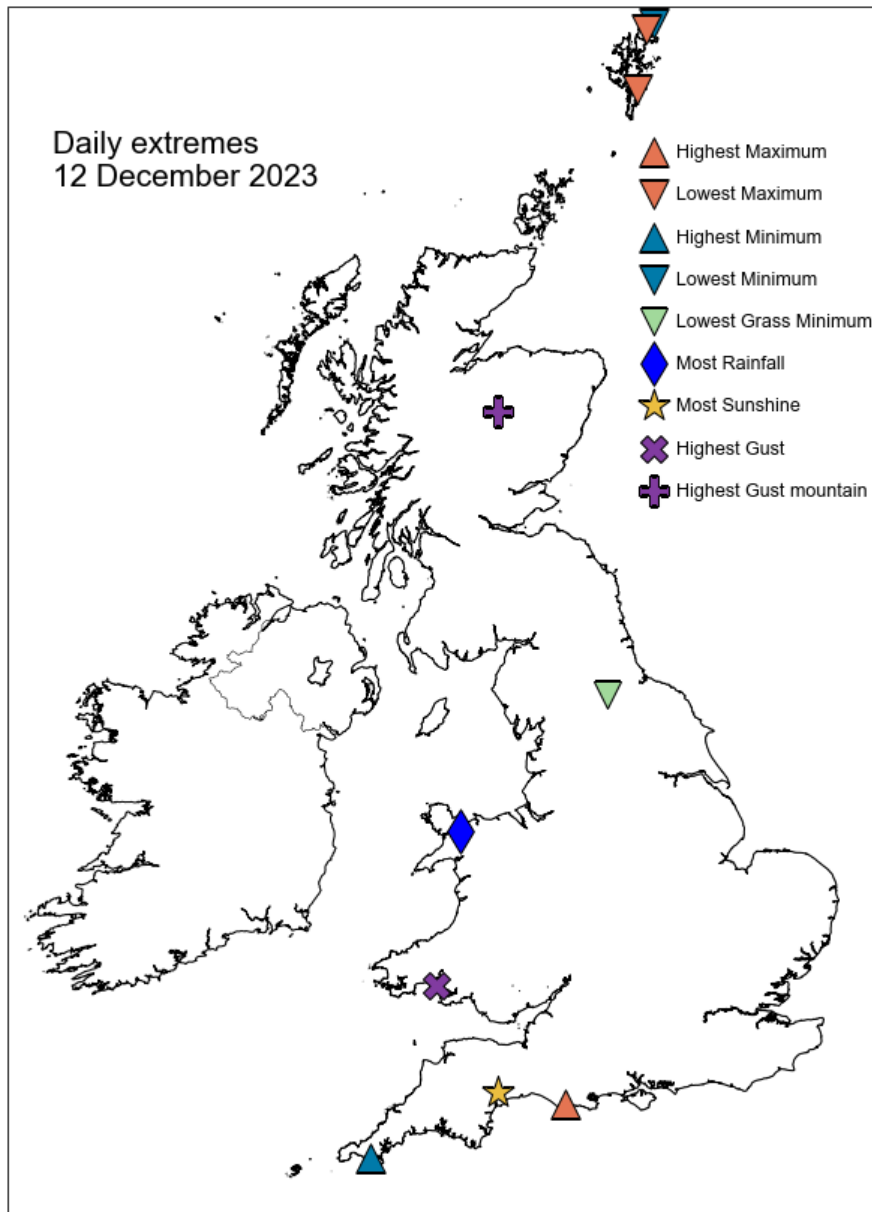 Daily extremes
12 December 2023
Highest Maximum
Lowest Maximum
Highest Minimum
Lowest Minimum
Lowest Grass Minimum
Most Rainfall
Most Sunshine
Highest Gust
Highest Gust mountain